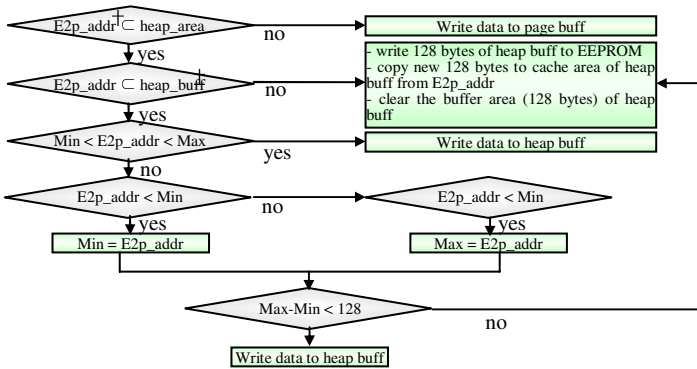 E2p_addr ⊂ heap_area
no
Write data to page buff
yes
- write 128 bytes of heap buff to EEPROM
- copy new 128 bytes to cache area of heap
buff from E2p_addr
- clear the buffer area (128 bytes) of heap
buff
E2p_addr ⊂ heap_buff
no
yes
Min < E2p_addr < Max
yes
Write data to heap buff
no
E2p_addr < Min
no
E2p_addr < Min
yes
yes
Min = E2p_addr
Max = E2p_addr
Max-Min < 128
no
Write data to heap buff